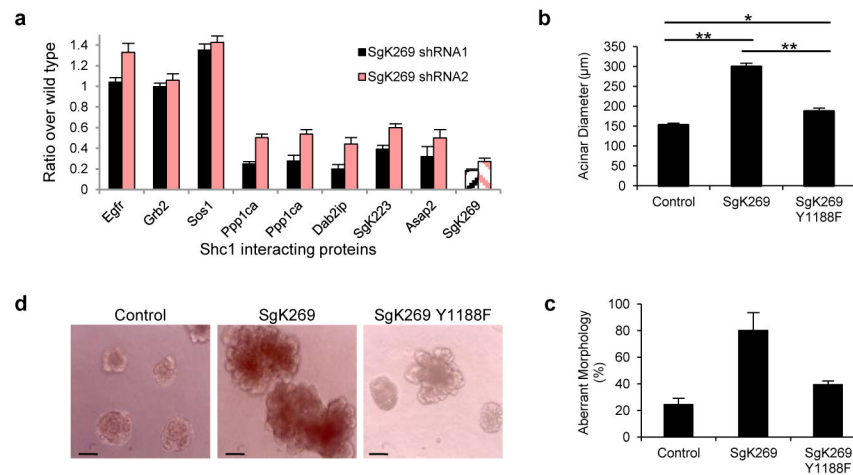 a
Ratio over wild type
1.4
1.2
1
0.8
0.6
0.4
0.2
0
SgK269 shRNA1
SgK269 shRNA2
Egfr
Grb2
Sos1
Ppp1ca
Ppp1ca
Dab2ip
SgK223
Asap2
SgK269
Shc1 interacting proteins
b
Acinar Diameter (µm)
350
300
250
200
150
100
50
0
*
**
**
Control
SgK269
SgK269
Y1188F
d
Control
SgK269
SgK269 Y1188F
c
Aberrant Morphology
(%)
100
80
60
40
20
0
Control
SgK269
SgK269
Y1188F